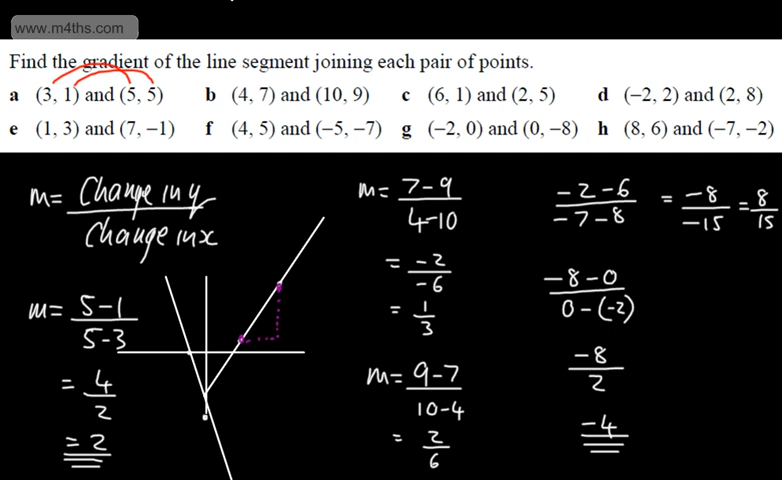 www.m4ths.com
Find the gradient of the line segment joining each pair of points.
a (3, 1) and (5, 5) b (4, 7) and (10, 9) c (6, 1) and (2, 5) d (−2, 2) and (2, 8)
e (1, 3) and (7, −1) f (4, 5) and (−5, −7) g (−2, 0) and (0, −8) h (8, 6) and (−7, −2)
m= Change in y
Change in x
m= 5-1
5-3
= 4
2
= 2
m= 7-9
4-10
= -2
-6
= 1
3
m= 9-7
10-4
= 2
6
-2-6
-7-8
= -8
-15
= 8
15
-8-0
0-(-2)
-8
2
-4